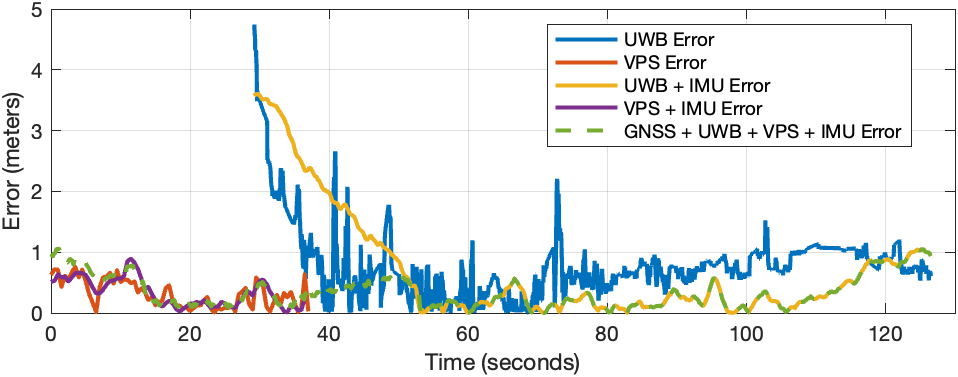 Error (meters)
5
4
3
2
1
0
UWB Error
VPS Error
UWB + IMU Error
VPS + IMU Error
GNSS + UWB + VPS + IMU Error
0 20 40 60 80 100 120
Time (seconds)